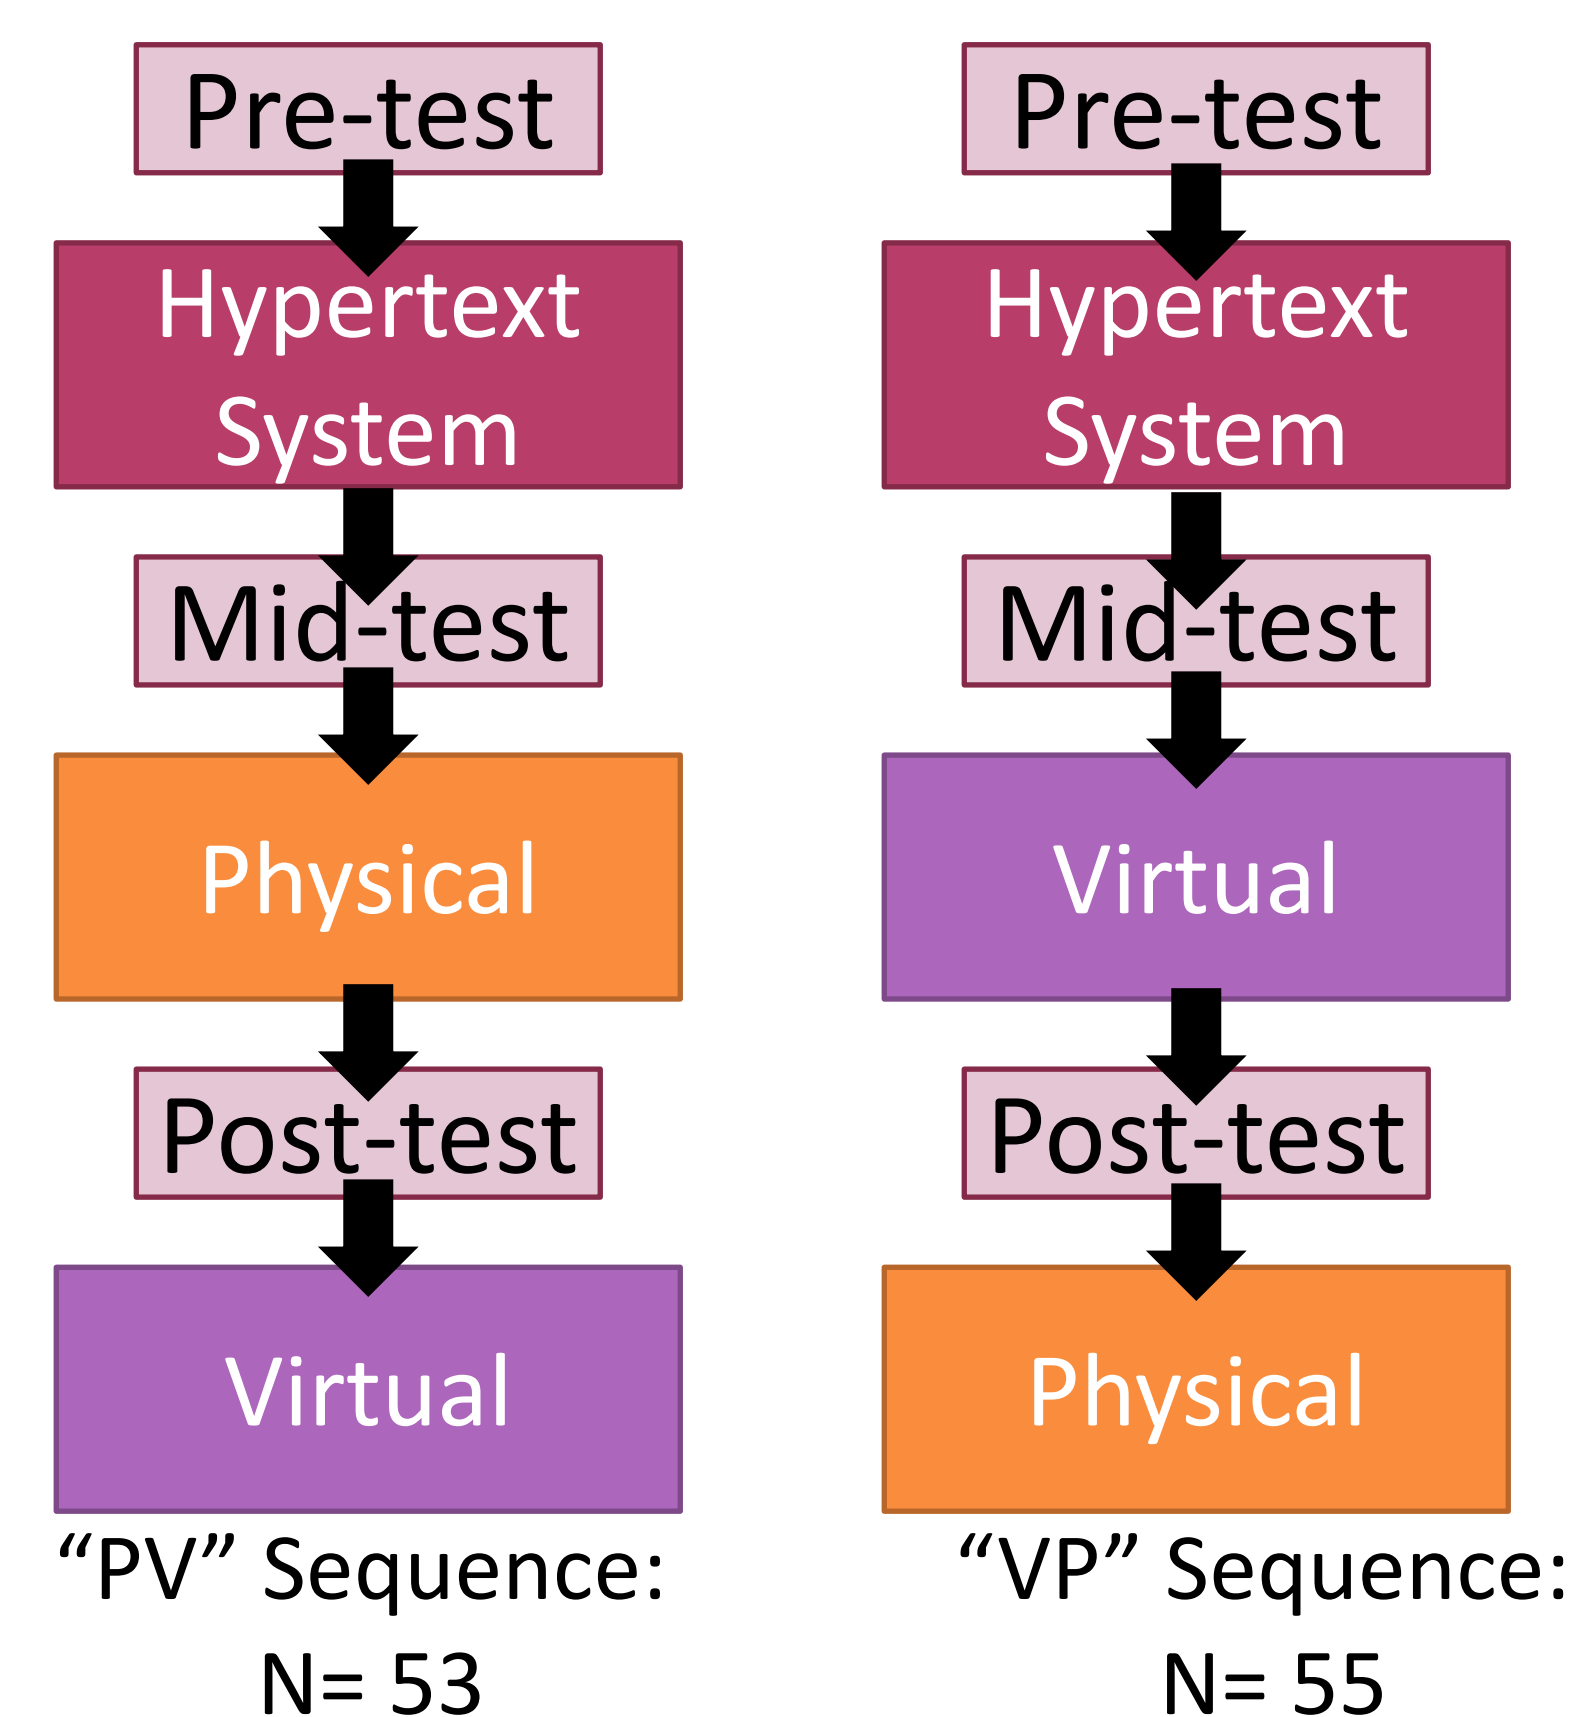 Pre-test
Hypertext
System
Mid-test
Physical
Post-test
Virtual
“PV” Sequence:
N= 53
Pre-test
Hypertext
System
Mid-test
Virtual
Post-test
Physical
“VP” Sequence:
N= 55